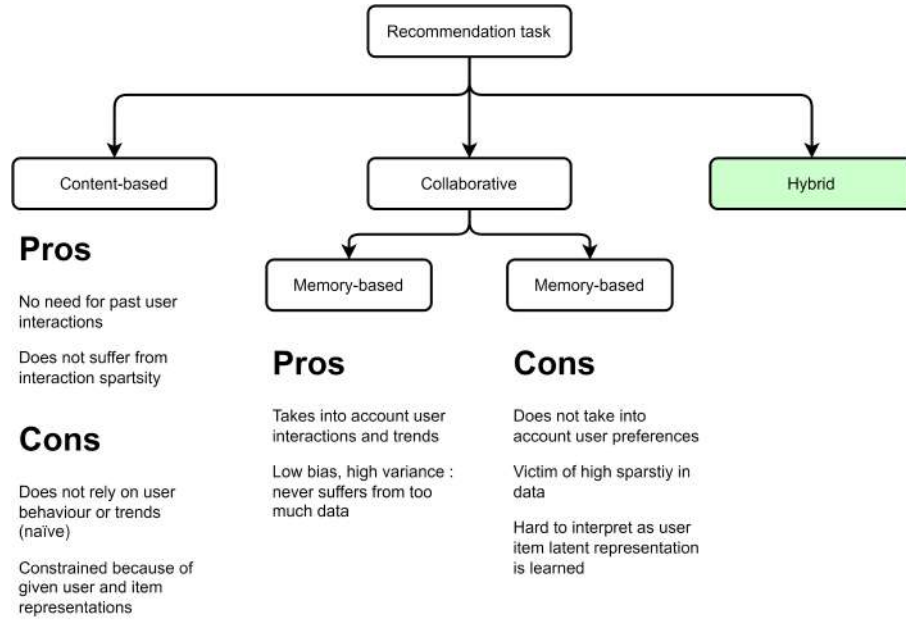 Recommendation task
Content-based
Collaborative
Hybrid
Memory-based
Memory-based
Pros
No need for past user
interactions
Does not suffer from
interaction spartsity
Cons
Does not rely on user
behaviour or trends
(naïve)
Constrained because of
given user and item
representations
Pros
Takes into account user
interactions and trends
Low bias, high variance :
never suffers from too
much data
Cons
Does not take into
account user preferences
Victim of high sparstiy in
data
Hard to interpret as user
item latent representation
is learned